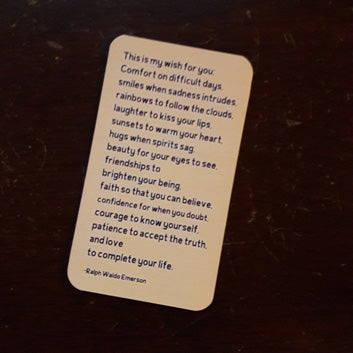 This is my wish for you:
Comfort on difficult days,
smiles when sadness intrudes,
rainbows to follow the clouds,
laughter to kiss your lips,
sunsets to warm your heart,
hugs when spirits sag,
beauty for your eyes to see,
friendships to
brighten your being,
faith so that you can believe,
confidence for when you doubt,
courage to know yourself,
patience to accept the truth,
and love
to complete your life.
-Ralph Waldo Emerson